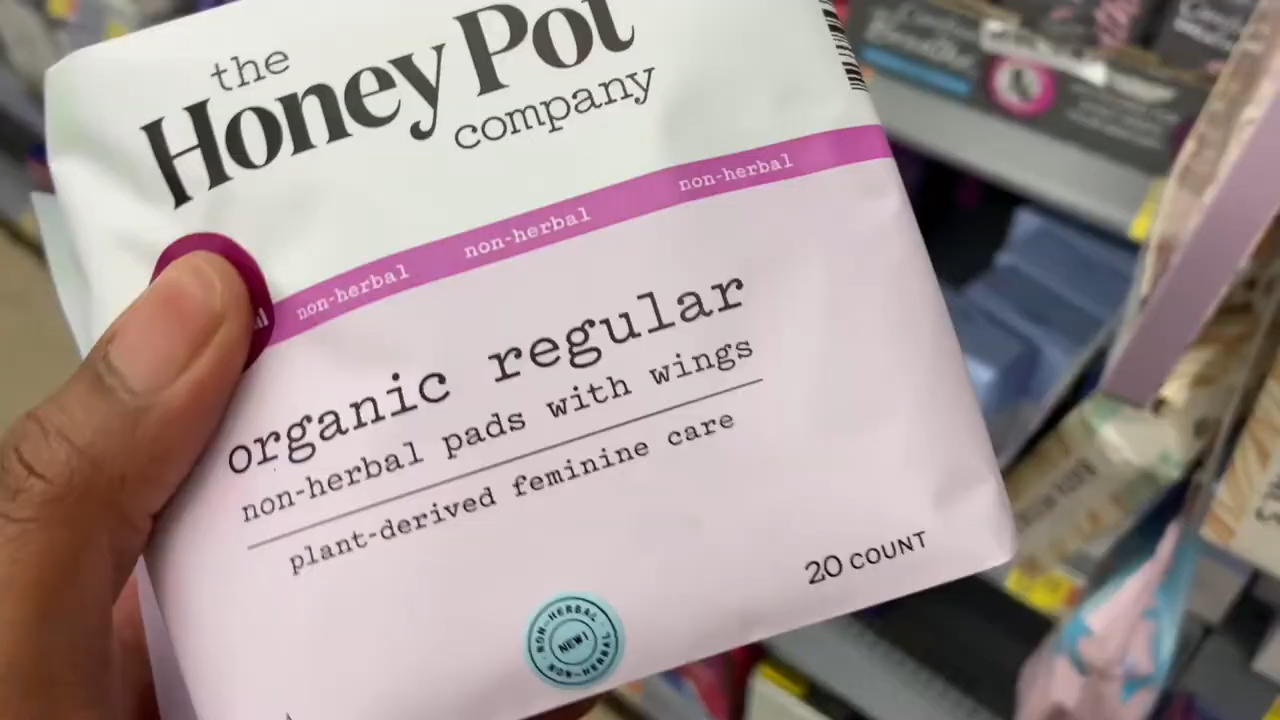 the
Honey Pot
company
non-herbal non-herbal non-herbal
organic regular
non-herbal pads with wings
plant-derived feminine care
20 COUNT
NON-HERBAL
NEW!
NON-HERBAL